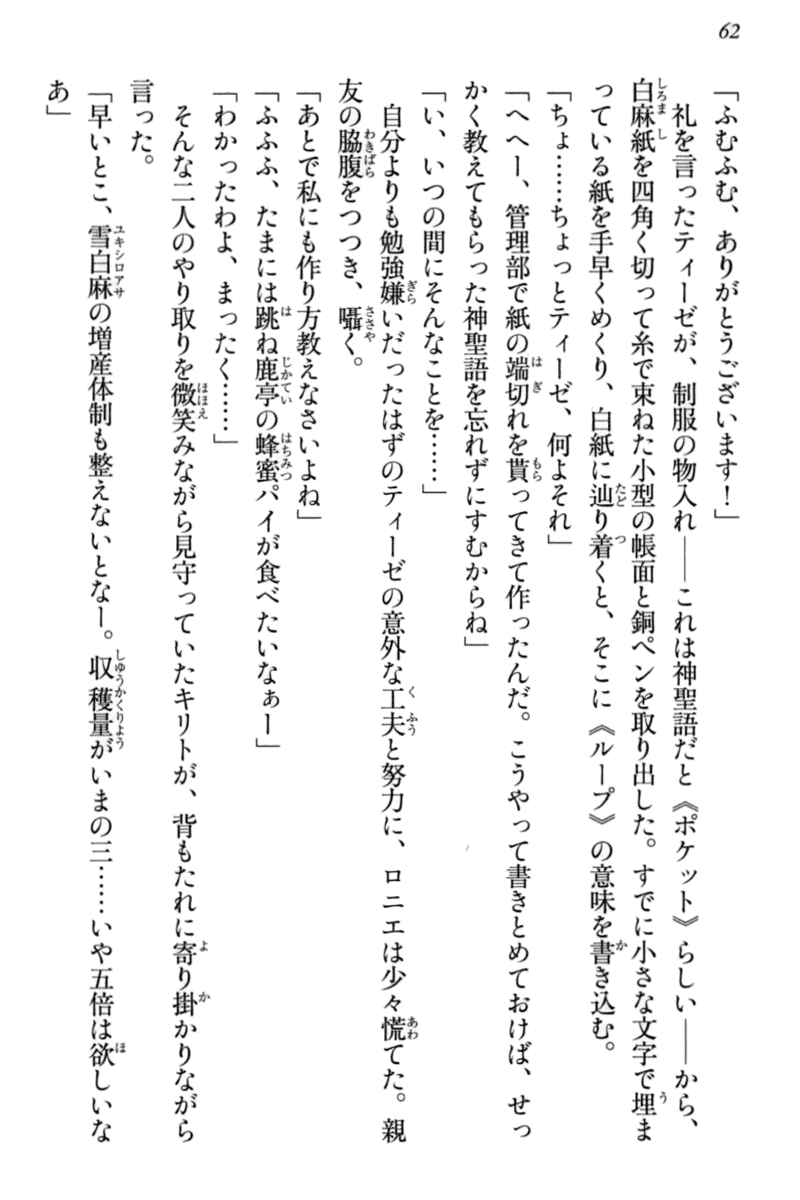 62
「ふむふむ、ありがとうございます！」
　礼を言ったティーゼが、制服の物入れ――これは神聖語だと《ポケット》らしい――から、
白麻紙を四角く切って糸で束ねた小型の帳面と銅ペンを取り出した。すでに小さな文字で埋ま
っている紙を手早くめくり、白紙に辿り着くと、そこに《ループ》の意味を書き込む。
「ちょ……ちょっとティーゼ、何よそれ」
「へへー、管理部で紙の端切れを貰ってきて作ったんだ。こうやって書きとめておけば、せっ
かく教えてもらった神聖語を忘れずにすむからね」
「い、いつの間にそんなことを……」
　自分よりも勉強嫌いだったはずのティーゼの意外な工夫と努力に、ロニエは少々慌てた。親
友の脇腹をつつき、囁く。
「あとで私にも作り方教えなさいよね」
「ふふふ、たまには跳ね鹿亭の蜂蜜パイが食べたいなぁー」
「わかったわよ、まったく……」
　そんな二人のやり取りを微笑みながら見守っていたキリトが、背もたれに寄り掛かりながら
言った。
「早いとこ、雪白麻の増産体制も整えないとなー。収穫量がいまの三……いや五倍は欲しいな
あ」